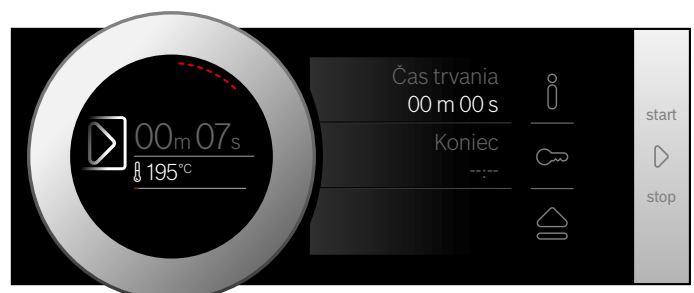 00m 07s
195°C
Čas trvania
00 m 00 s
Koniec
--:--
start
stop